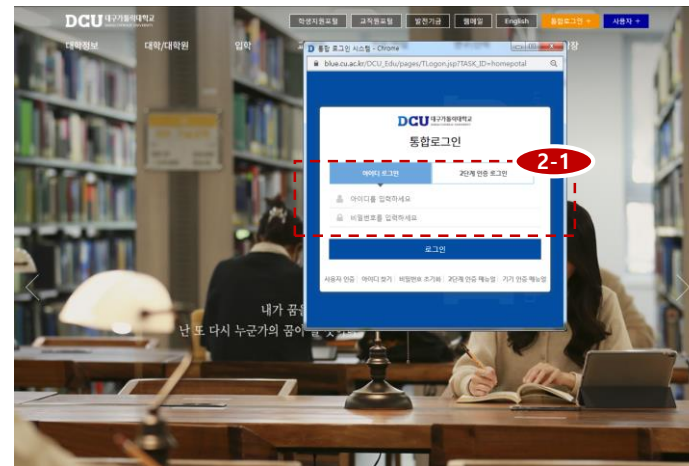 DCU 대구가톨릭대학교
학생지원포털 교직원포털 발전기금 웹메일 English 통합로그인 + 사용자 +
대학정보 대학/대학원 입학
D 통합 로그인 시스템 - Chrome
blue.cu.ac.kr/DCU_Edu/pages/TLogon.jsp?TASK_ID=homepotal
DCU 대구가톨릭대학교
통합로그인
2-1
아이디 로그인 2단계 인증 로그인
아이디를 입력하세요
비밀번호를 입력하세요
로그인
사용자 인증 아이디 찾기 비밀번호 초기화 2단계 인증 매뉴얼 기기 인증 매뉴얼
내가 꿈을
난 또 다시 누군가의 꿈이